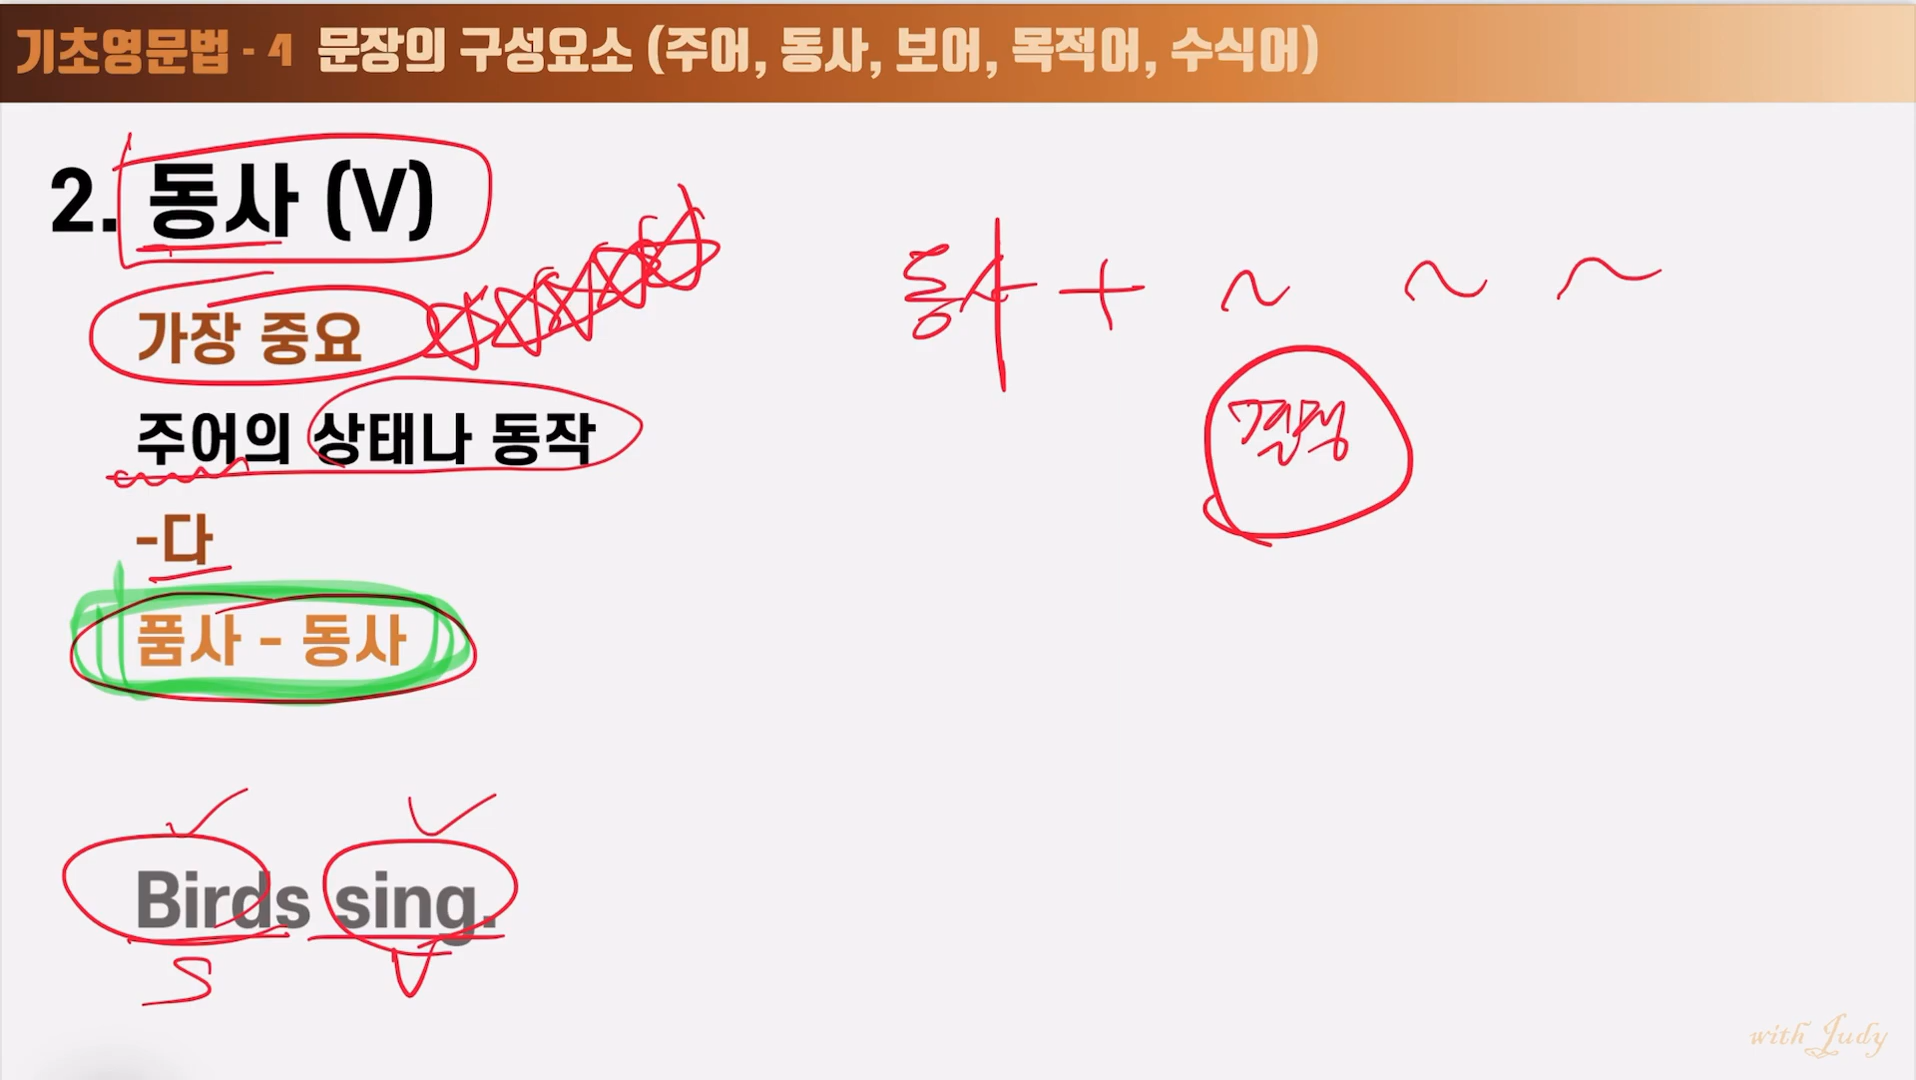 기초영문법 - 4 문장의 구성요소 (주어, 동사, 보어, 목적어, 수식어)
2. 동사 (V)
동사 + ~ ~ ~
가장 중요
결정
주어의 상태나 동작
-다
품사 - 동사
Birds sing.
S V
with Judy